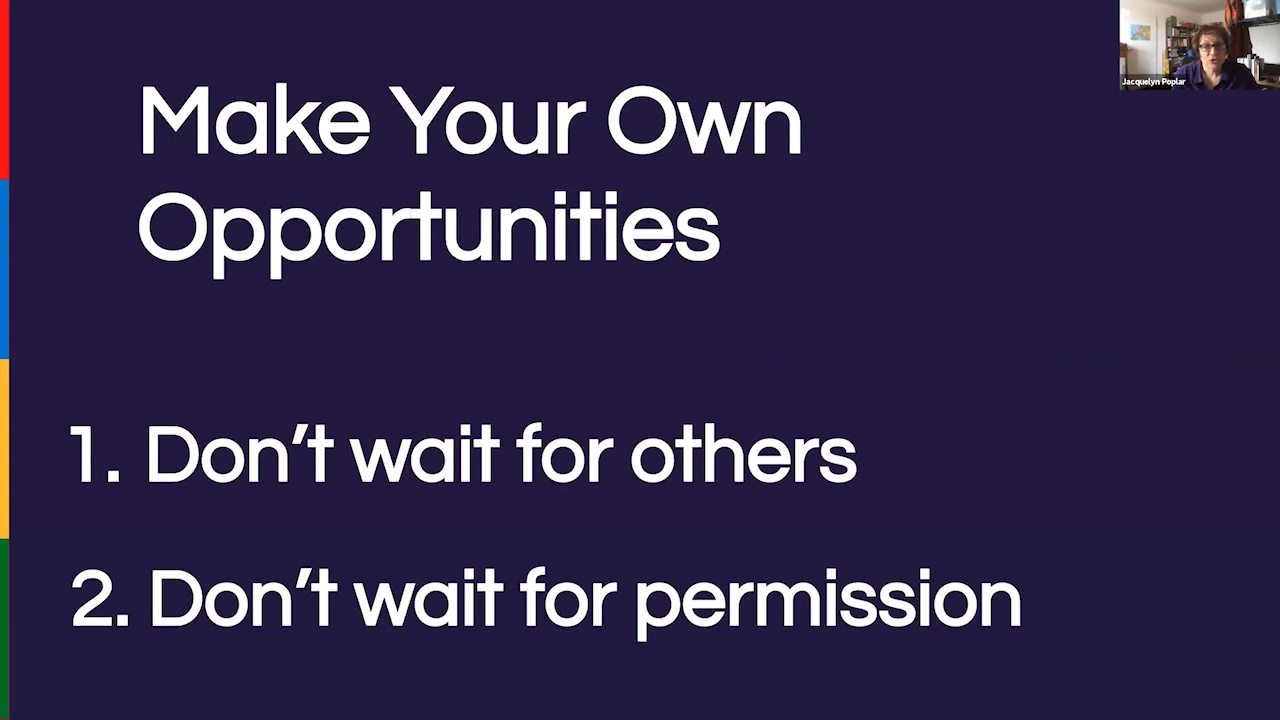 Make Your Own
Opportunities
1. Don’t wait for others
2. Don’t wait for permission
Jacquelyn Poplar